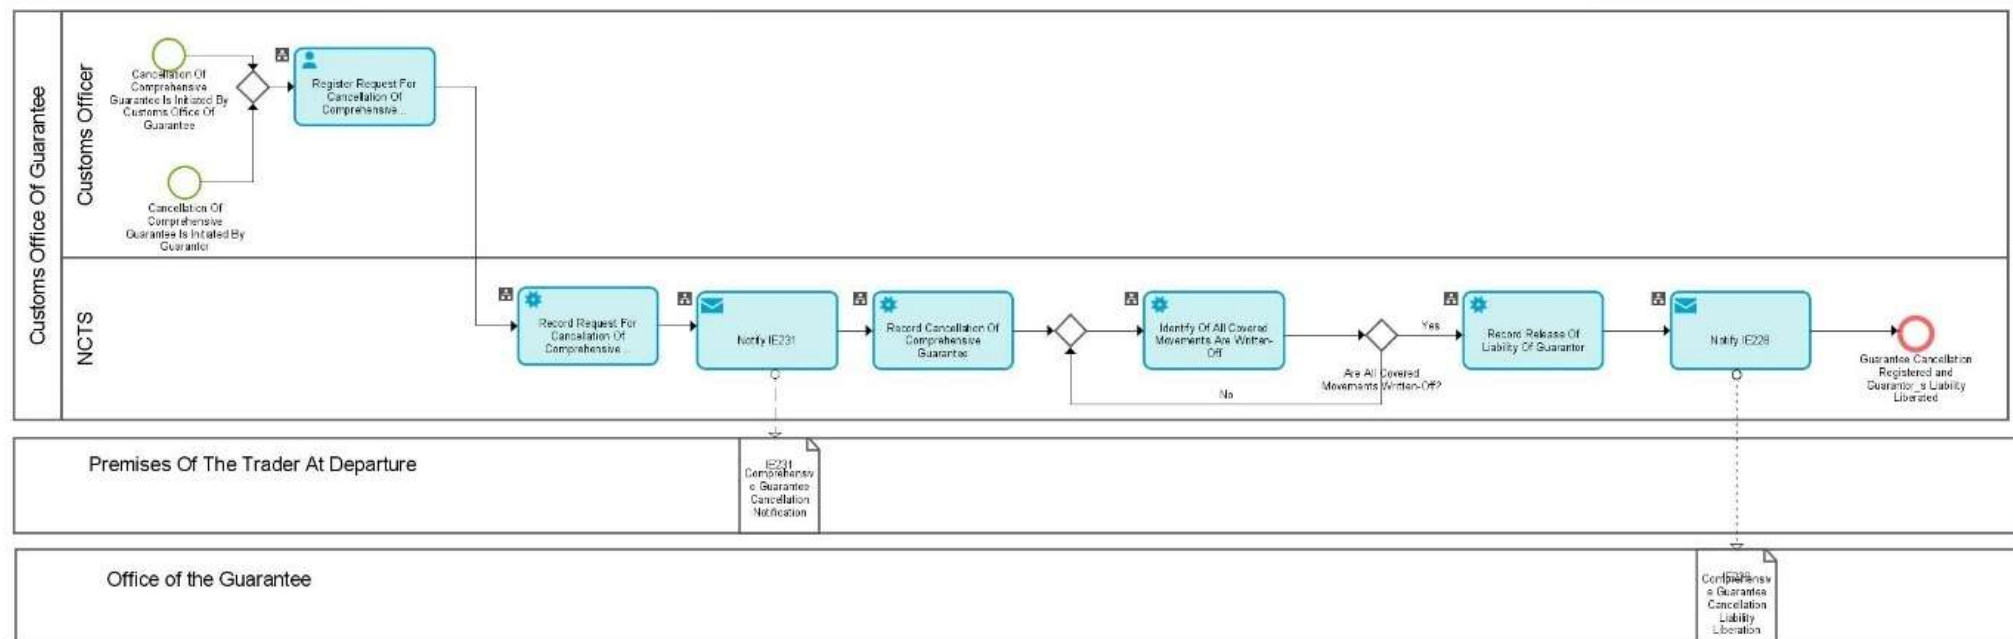 Customs Office Of Guarantee
Customs Officer
Cancellation Of
Comprehensive
Guarantee Is Initiated By
Customs Office Of
Guarantee
Register Request For
Cancellation Of
Comprehensive...
Cancellation Of
Comprehensive
Guarantee Is Initiated By
Guarantor
NCTS
Record Request For
Cancellation Of
Comprehensive...
Notify IE231
Record Cancellation Of
Comprehensive
Guarantee
Identify Of All Covered
Movements Are Written-
Off
Yes
Are All Covered
Movements Written-Off?
No
Record Release Of
Liability Of Guarantor
Notify IE228
Guarantee Cancellation
Registered and
Guarantor_s Liability
Liberated
Premises Of The Trader At Departure
IE231
Comprehensiv
e Guarantee
Cancellation
Notification
Office of the Guarantee
Comprehensiv
e Guarantee
Cancellation
Liability
Liberation